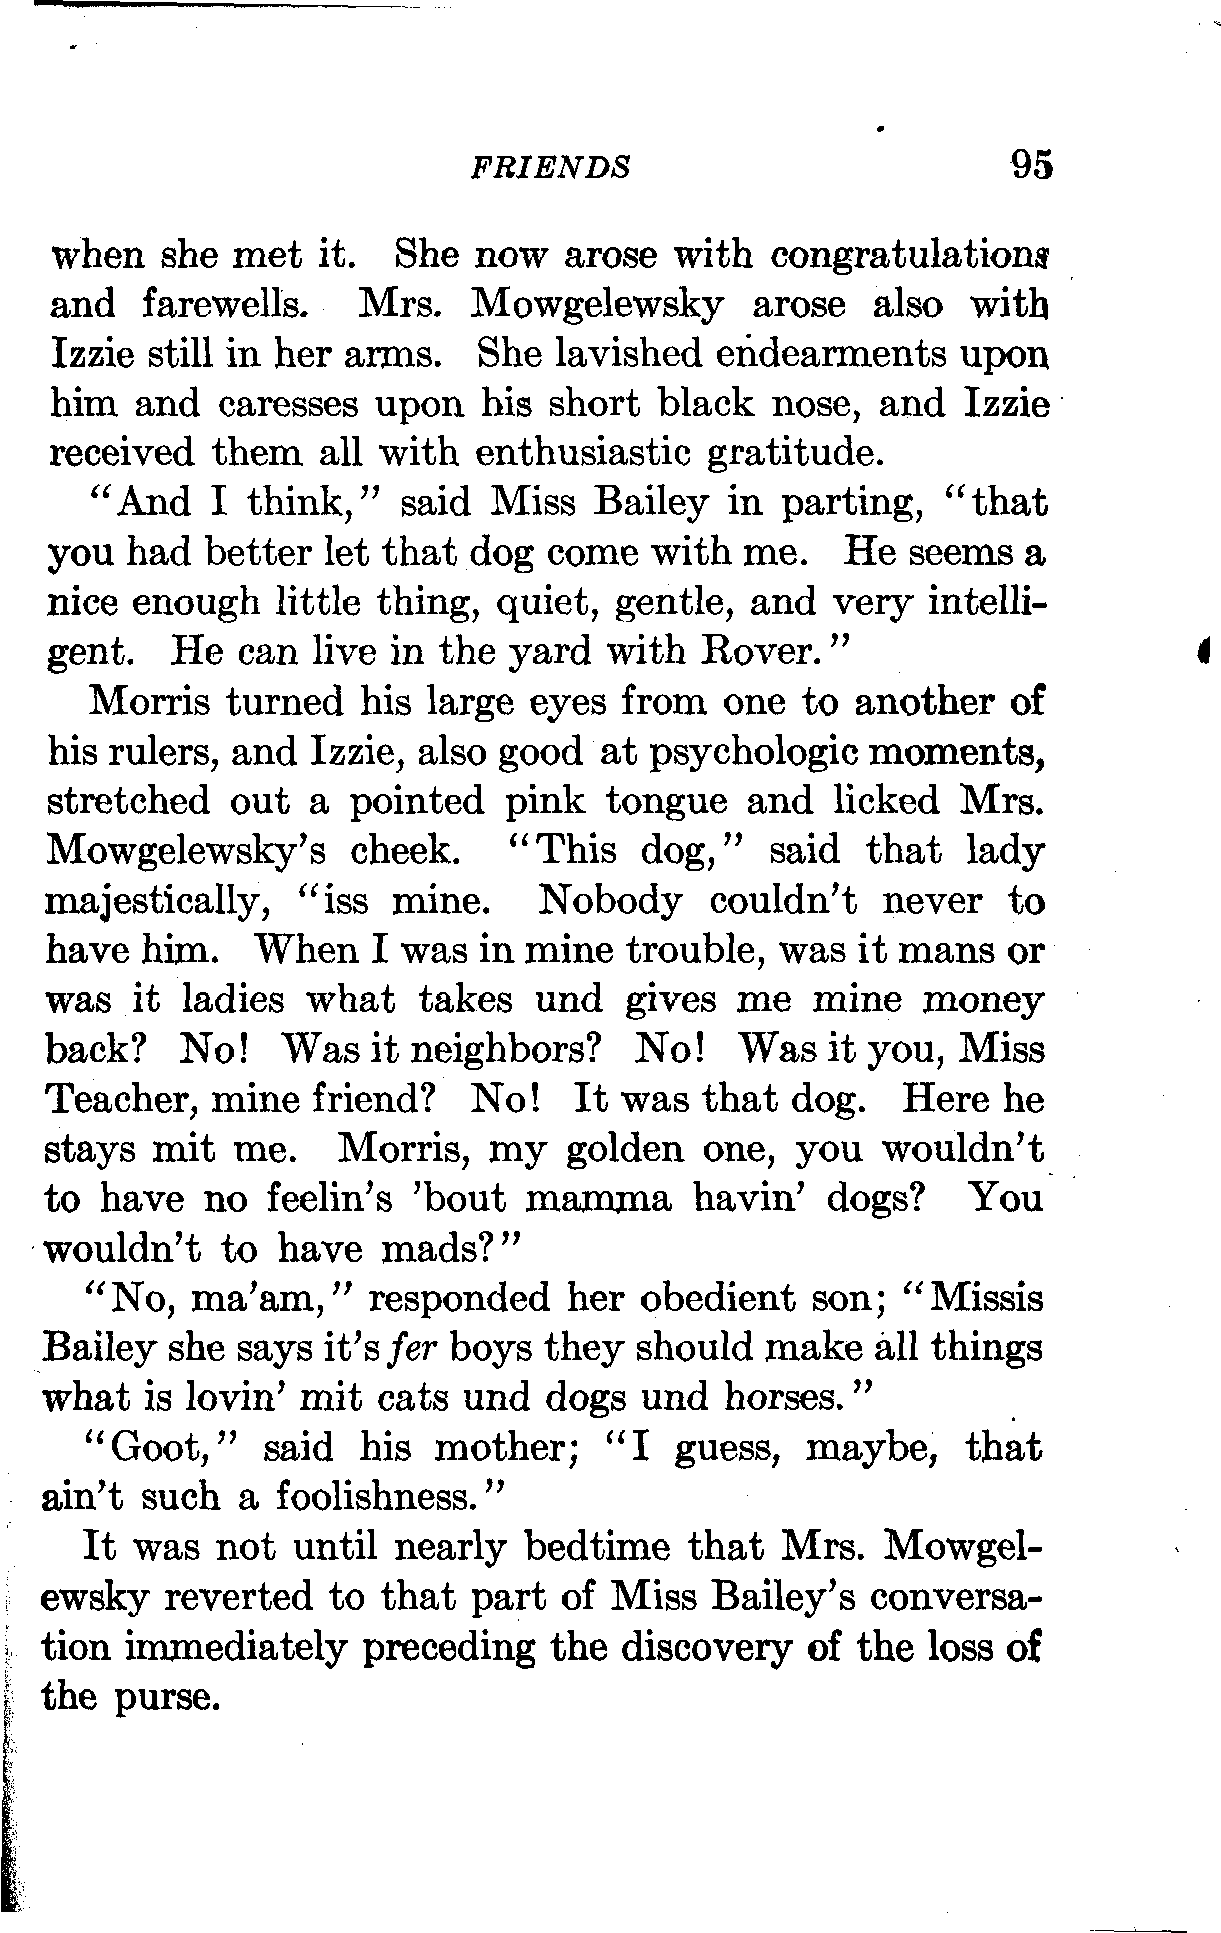 FRIENDS 95
when she met it. She now arose with congratulations
and farewells. Mrs. Mowgelewsky arose also with
Izzie still in her arms. She lavished endearments upon
him and caresses upon his short black nose, and Izzie
received them all with enthusiastic gratitude.
"And I think," said Miss Bailey in parting, "that
you had better let that dog come with me. He seems a
nice enough little thing, quiet, gentle, and very intelli-
gent. He can live in the yard with Rover."
Morris turned his large eyes from one to another of
his rulers, and Izzie, also good at psychologic moments,
stretched out a pointed pink tongue and licked Mrs.
Mowgelewsky's cheek. "This dog," said that lady
majestically, "iss mine. Nobody couldn't never to
have him. When I was in mine trouble, was it mans or
was it ladies what takes und gives me mine money
back? No! Was it neighbors? No! Was it you, Miss
Teacher, mine friend? No! It was that dog. Here he
stays mit me. Morris, my golden one, you wouldn't
to have no feelin's 'bout mamma havin' dogs? You
wouldn't to have mads?"
"No, ma'am," responded her obedient son; "Missis
Bailey she says it's fer boys they should make all things
what is lovin' mit cats und dogs und horses."
"Goot," said his mother; "I guess, maybe, that
ain't such a foolishness."
It was not until nearly bedtime that Mrs. Mowgel-
ewsky reverted to that part of Miss Bailey's conversa-
tion immediately preceding the discovery of the loss of
the purse.